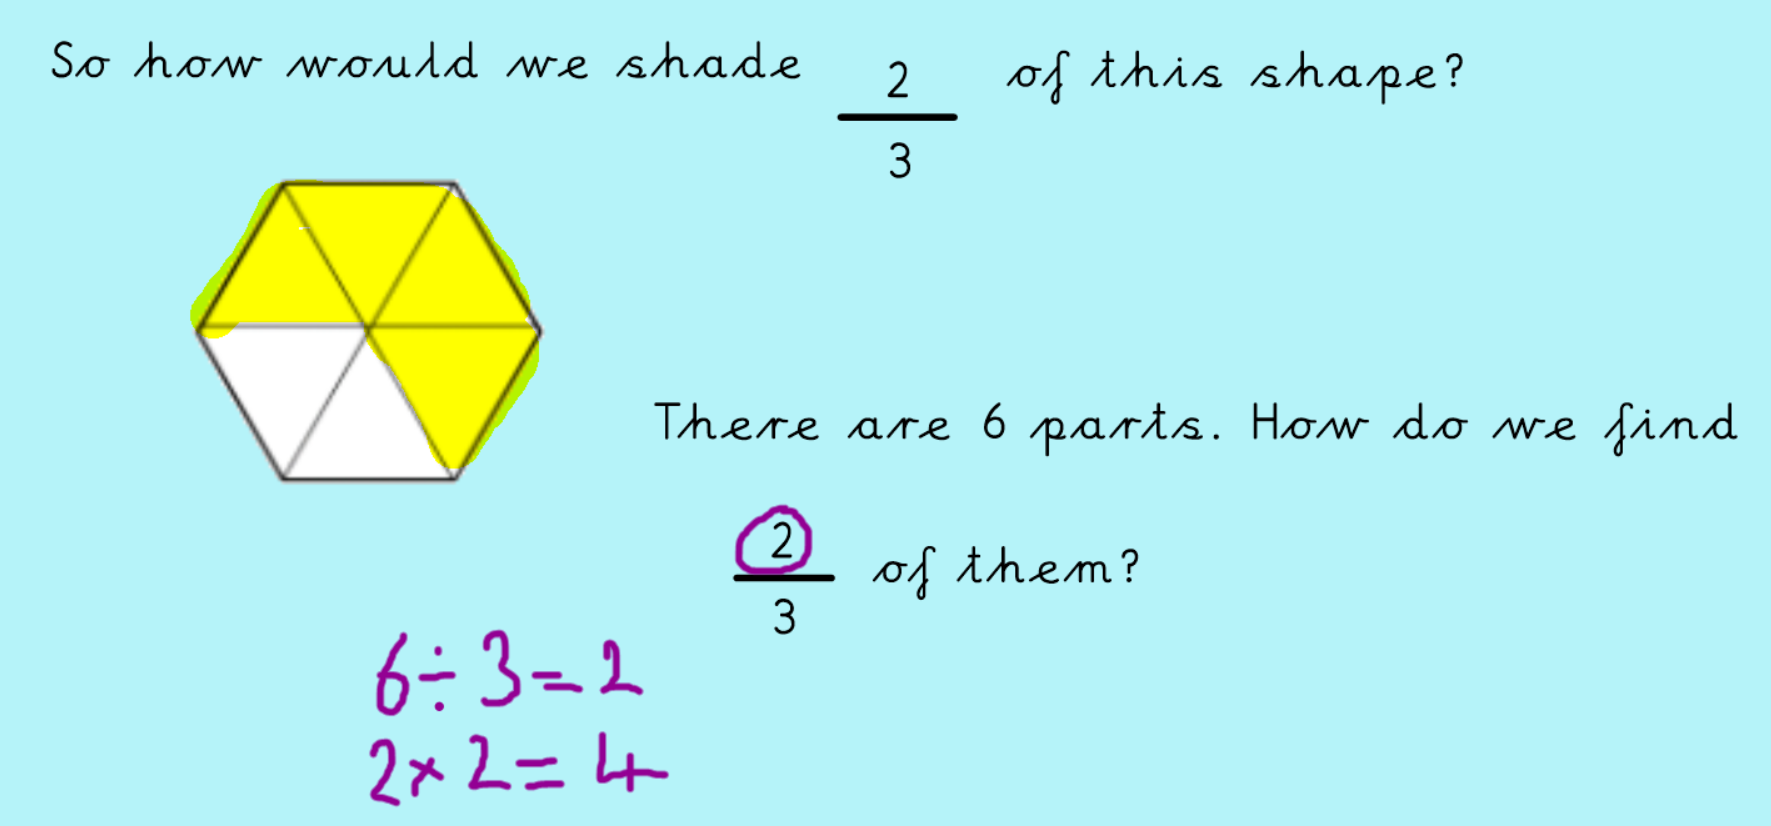 So how would we shade 2/3 of this shape?
There are 6 parts. How do we find
2/3 of them?
6÷3=2
2×2=4